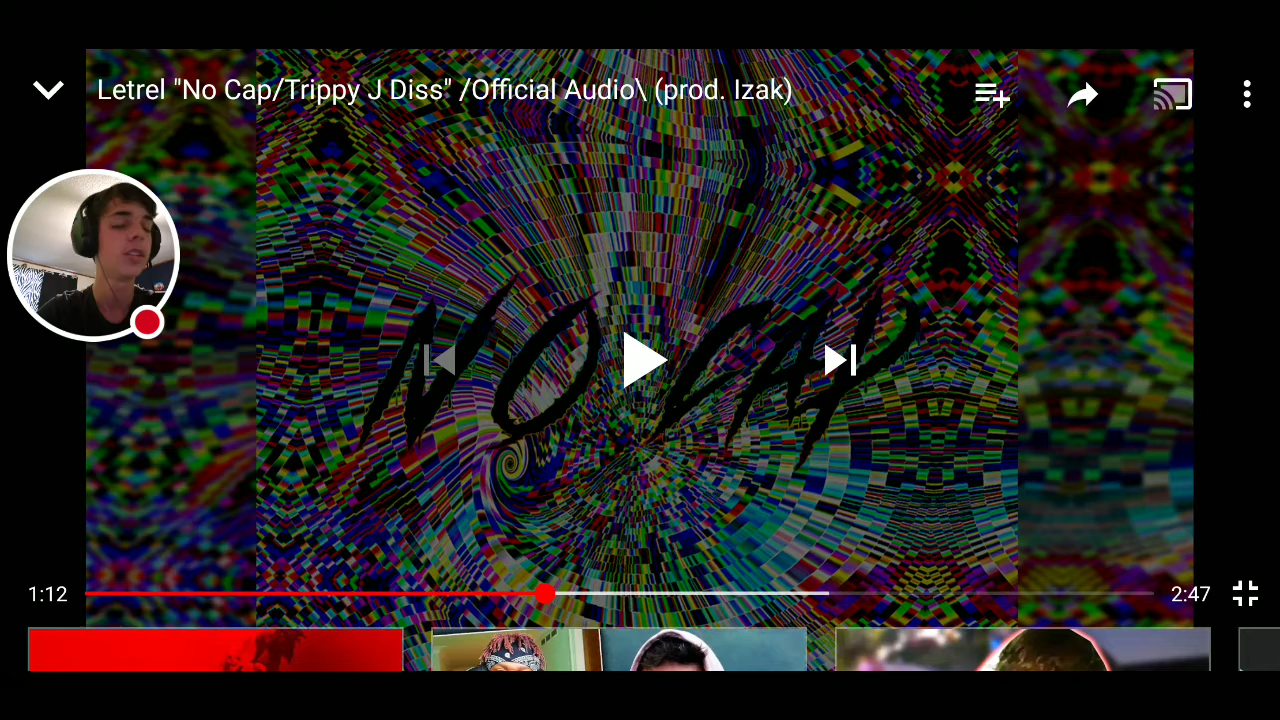 Letrel "No Cap/Trippy J Diss" /Official Audio\ (prod. Izak)
NO CAP
1:12
2:47